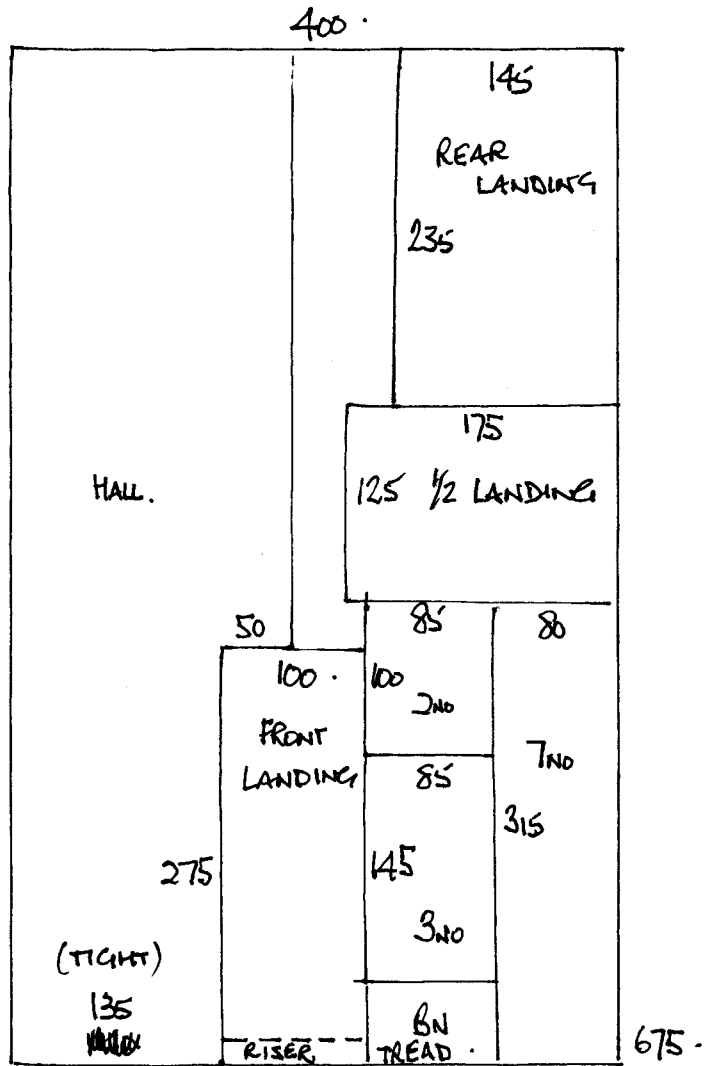 400.
145
REAR
LANDING
235
175
HALL.
125 1/2 LANDING
50
85
80
100.
100
2NO
FRONT
LANDING
7NO
85
315
275
145
3NO
(TIGHT)
135
BN
TREAD.
RISER
675.